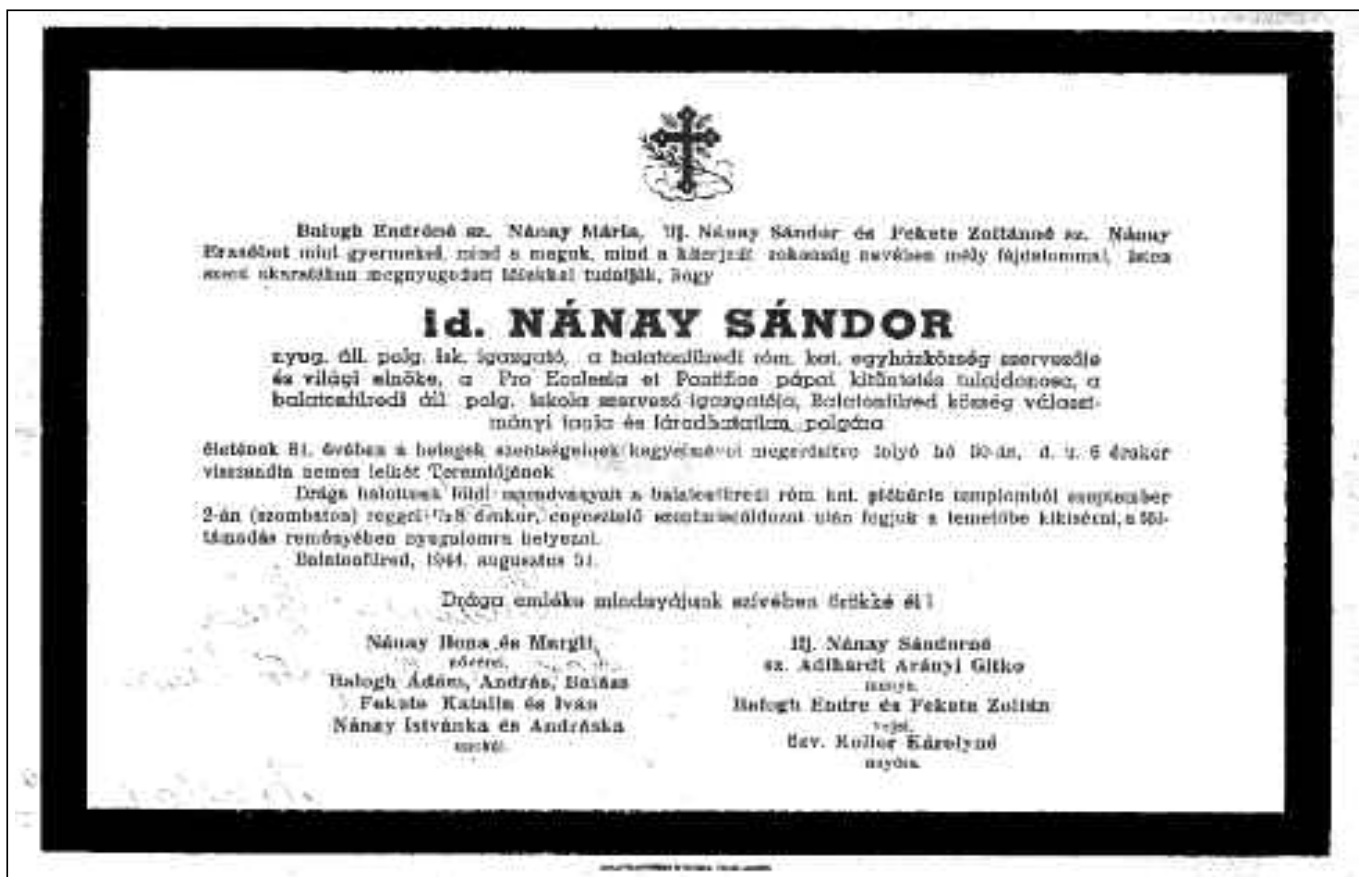 Balogh Endréné sz. Nánay Mária, ifj. Nánay Sándor és Fekete Zoltánné sz. Nánay
Erzsébet mint gyermekei, mind a maguk, mind a kiterjedt rokonság nevében mély fájdalommal, Isten
szent akaratában megnyugodott lélekkel tudatják, hogy
id. NÁNAY SÁNDOR
nyug. áll. polg. isk. igazgató, a balatonfüredi róm. kat. egyházközség szervezője
és világi elnöke, a Pro Ecclesia et Pontifice pápai kitüntetés tulajdonosa, a
balatonfüredi áll. polg. iskola szervező igazgatója, Balatonfüred község választ-
mányi tagja és fáradhatatlan polgára
életének 81. évében a betegek szentségeinek kegyelmével megerősítve folyó hó 30-án, d. u. 6 órakor
visszaadta nemes lelkét Teremtőjének
Drága halottunk földi maradványait a balatonfüredi róm. kat. plébánia templomból szeptember
2-án (szombaton) reggel 8 órakor, engesztelő szentmiseáldozat után fogjuk a temetőbe kikísérni, a fel-
támadás reményében nyugalomra helyezni.
Balatonfüred, 1944. augusztus 31.
Drága emléke mindnyájunk szívében örökké él!
Nánay Ilona és Margit,
nővérei,
Balogh Ádám, András, Balázs
Fekete Katalin és Iván
Nánay Istvánka és Andráska
unokái.
Ifj. Nánay Sándorné
sz. Adihardt Arányi Gitko
menye.
Balogh Endre és Fekete Zoltán
vejei,
özv. Koller Károlyné